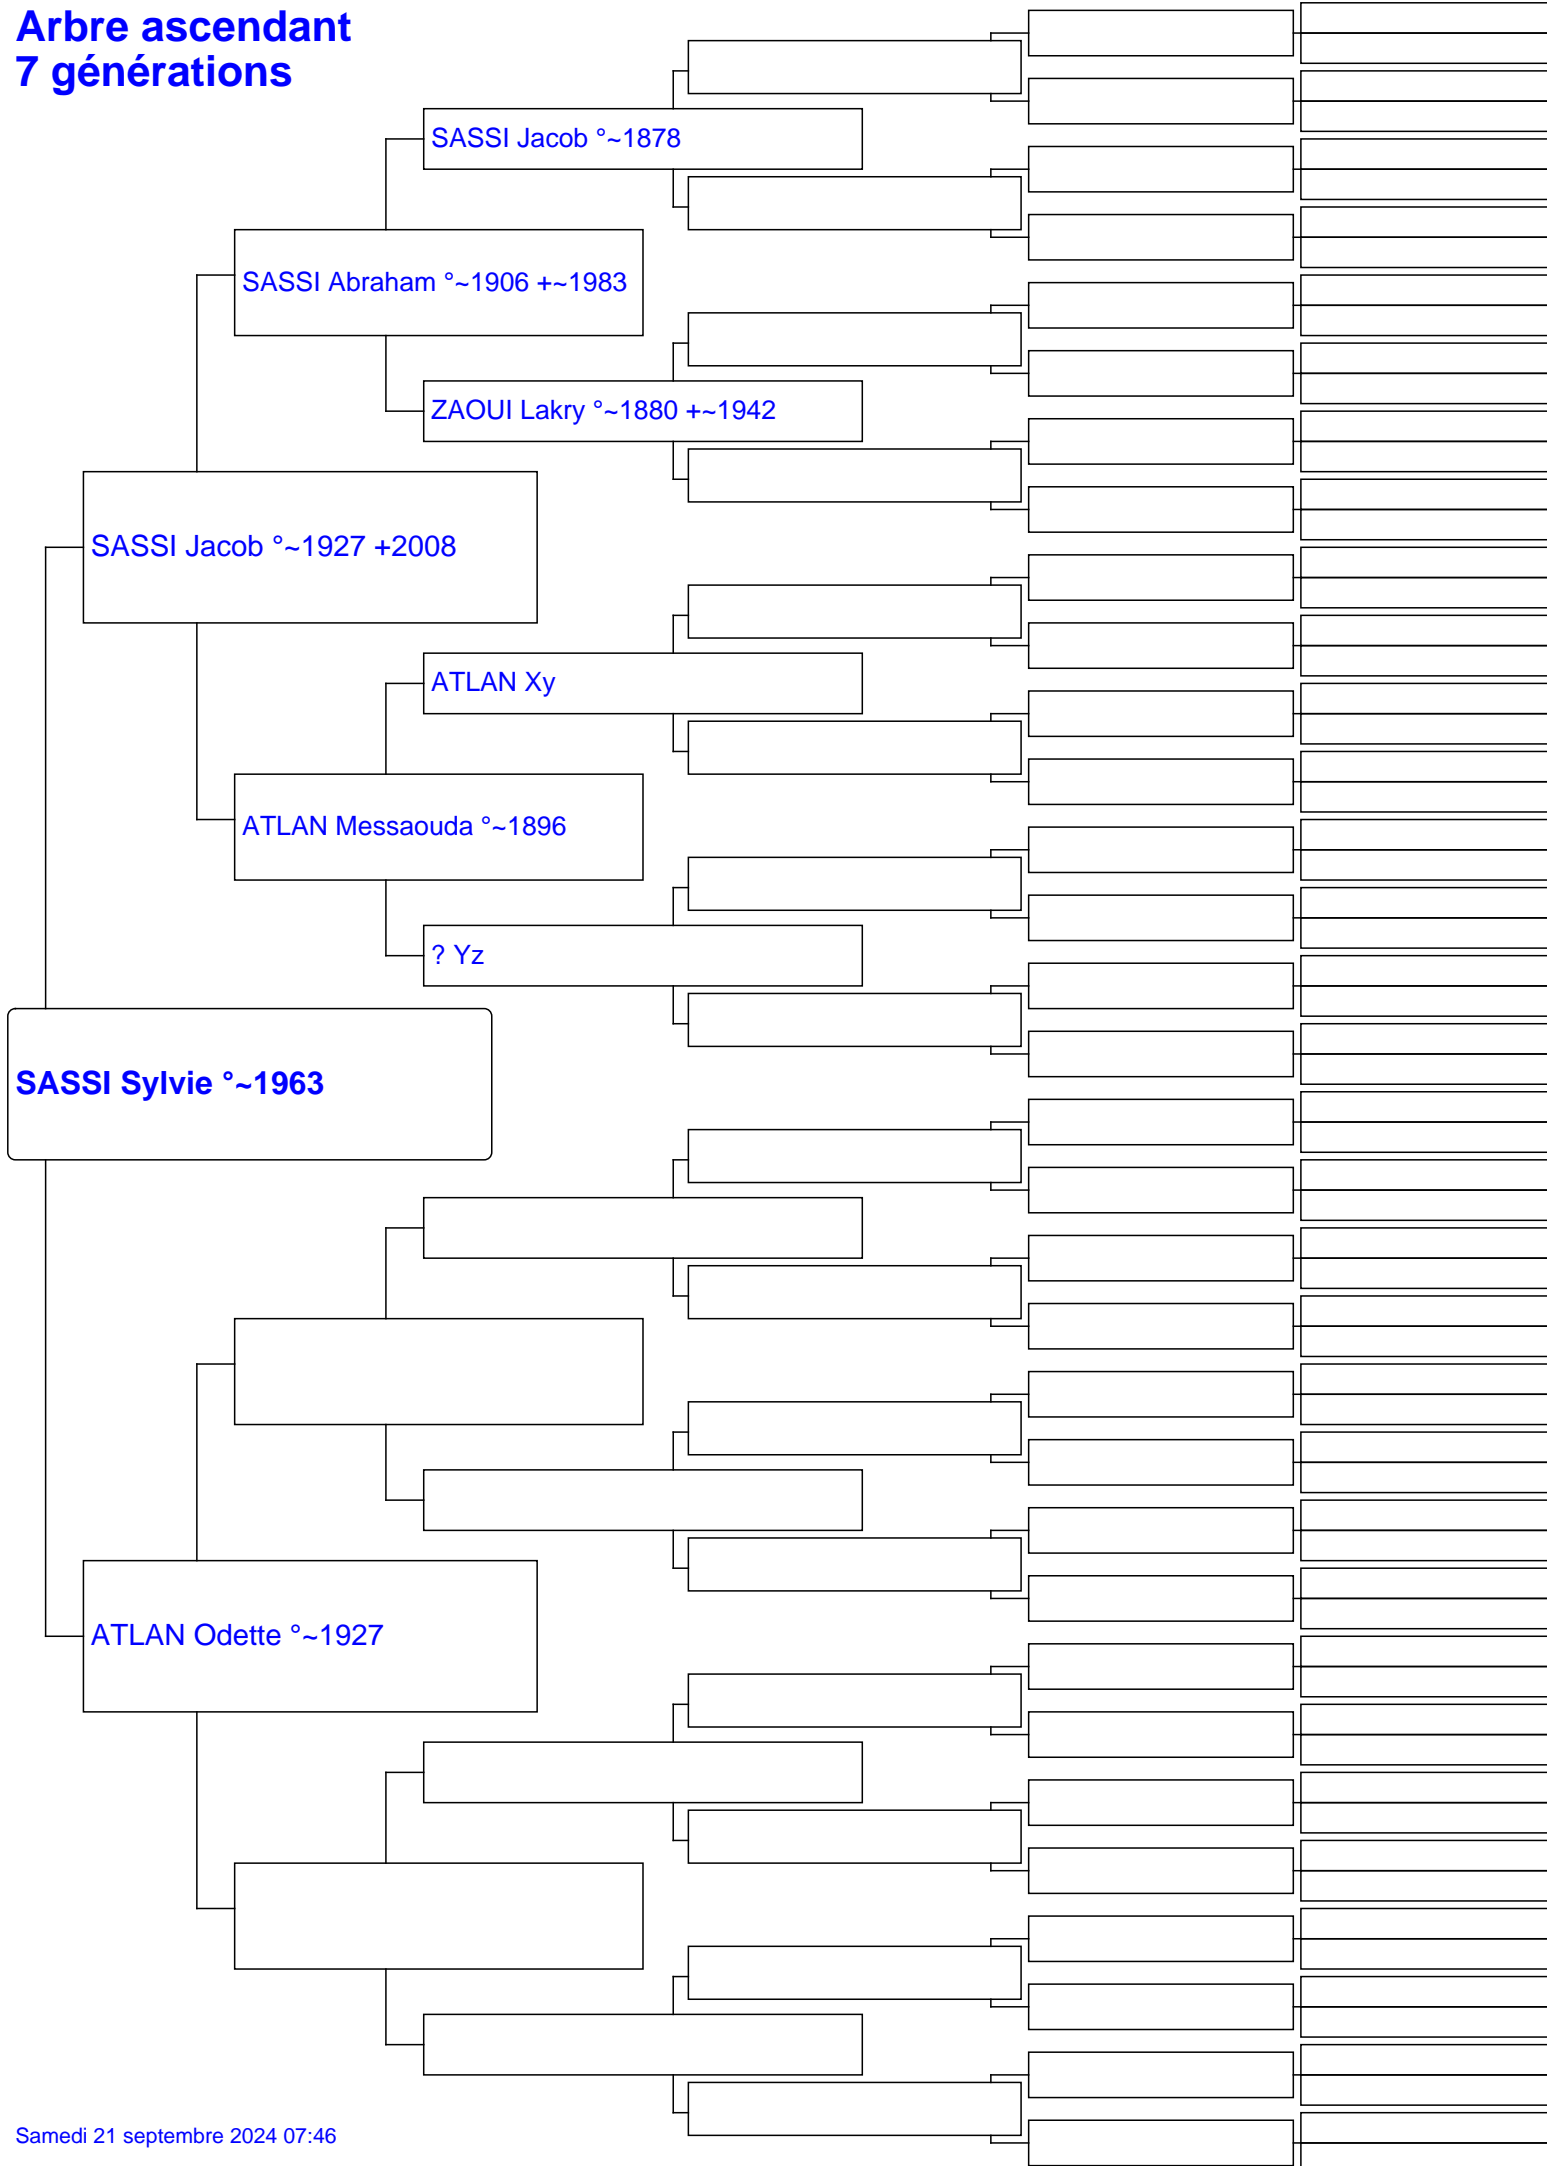 Arbre ascendant
7 générations
SASSI Jacob °~1878
SASSI Abraham °~1906 +~1983
ZAOUI Lakry °~1880 +~1942
SASSI Jacob °~1927 +2008
ATLAN Xy
ATLAN Messaouda °~1896
? Yz
SASSI Sylvie °~1963
ATLAN Odette °~1927
Samedi 21 septembre 2024 07:46